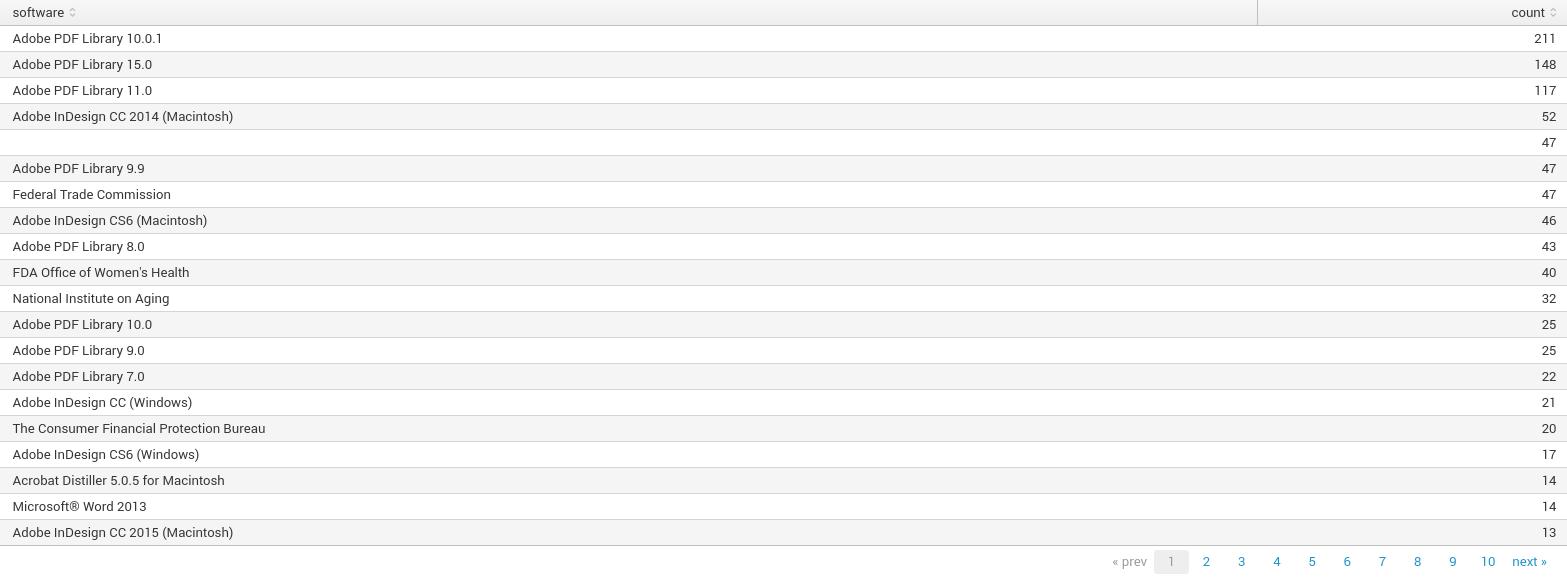 software count
Adobe PDF Library 10.0.1 211
Adobe PDF Library 15.0 148
Adobe PDF Library 11.0 117
Adobe InDesign CC 2014 (Macintosh) 52
47
Adobe PDF Library 9.9 47
Federal Trade Commission 47
Adobe InDesign CS6 (Macintosh) 46
Adobe PDF Library 8.0 43
FDA Office of Women's Health 40
National Institute on Aging 32
Adobe PDF Library 10.0 25
Adobe PDF Library 9.0 25
Adobe PDF Library 7.0 22
Adobe InDesign CC (Windows) 21
The Consumer Financial Protection Bureau 20
Adobe InDesign CS6 (Windows) 17
Acrobat Distiller 5.0.5 for Macintosh 14
Microsoft® Word 2013 14
Adobe InDesign CC 2015 (Macintosh) 13
« prev 1 2 3 4 5 6 7 8 9 10 next »